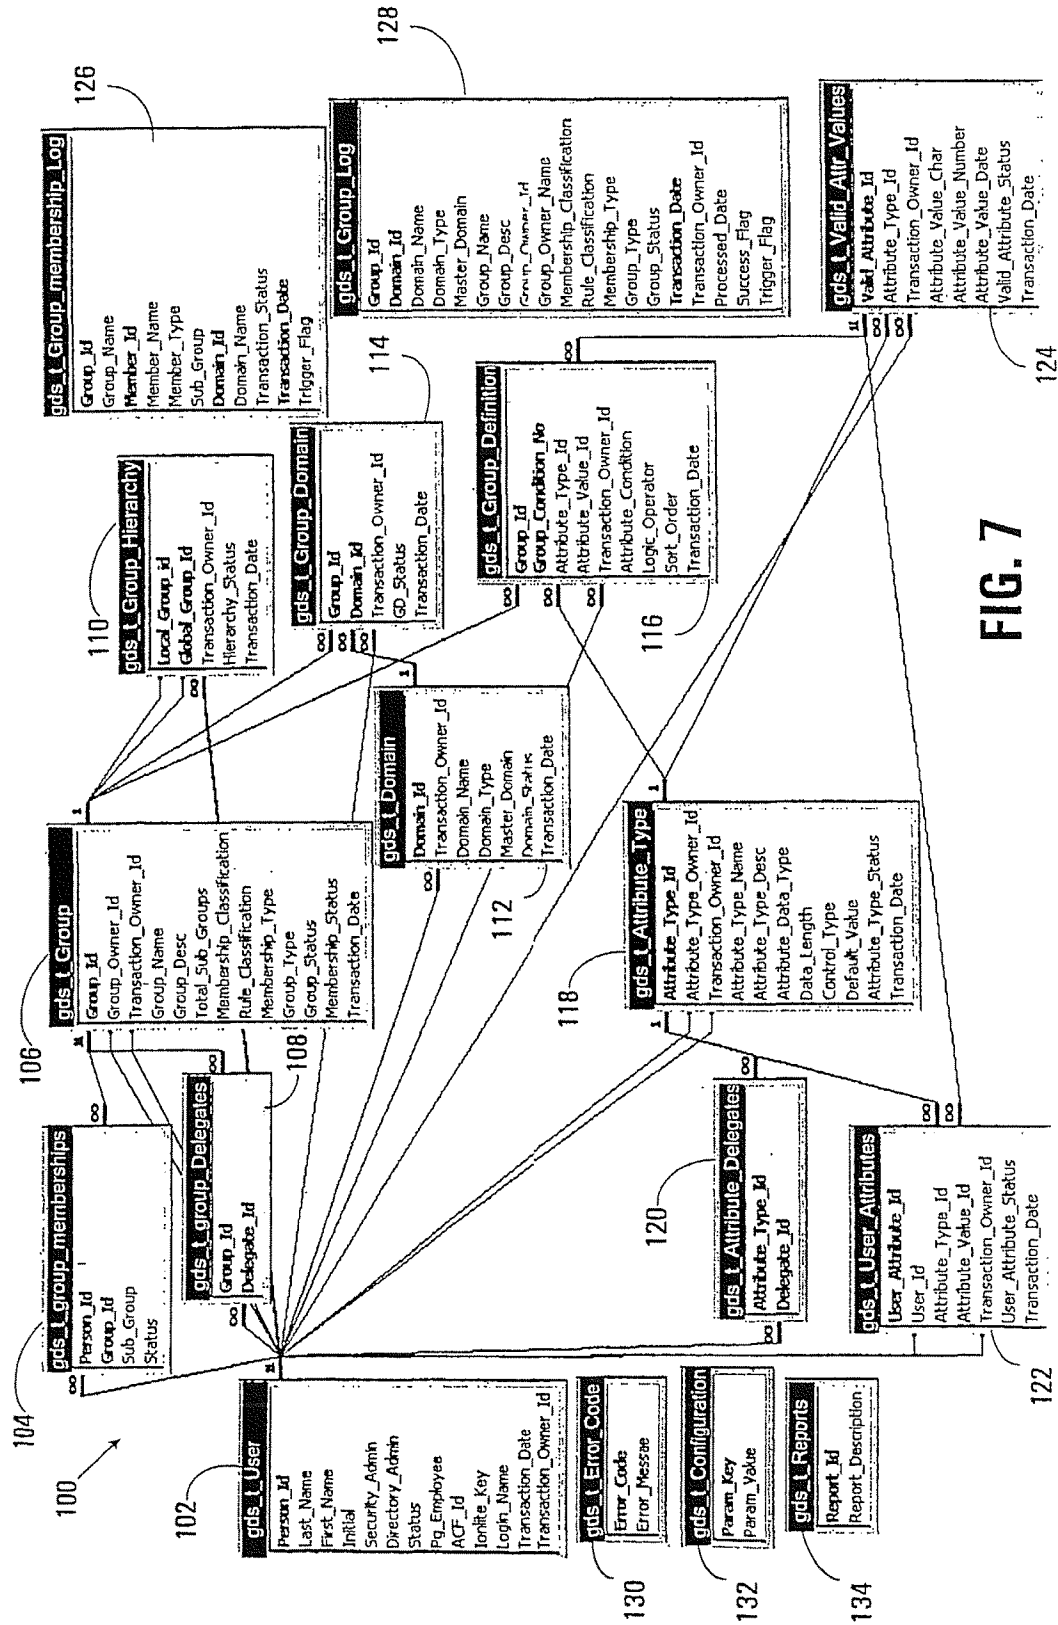 100
102
gds_t_User
Person_Id
Last_Name
First_Name
Initial
Security_Admin
Directory_Admin
Status
Pg_Employee
ACF_Id
Ionlite_Key
Login_Name
Transaction_Date
Transaction_Owner_Id
104
gds_t_group_memberships
Person_Id
Group_Id
Sub_Group
Status
106
gds_t_Group
Group_Id
Group_Owner_Id
Transaction_Owner_Id
Group_Name
Group_Desc
Total_Sub_Groups
Membership_Classification
Rule_Classification
Membership_Type
Group_Type
Group_Status
Membership_Status
Transaction_Date
108
gds_t_group_Delegates
Group_Id
Delegate_Id
110
gds_t_Group_Hierarchy
Local_Group_Id
Global_Group_Id
Transaction_Owner_Id
Hierarchy_Status
Transaction_Date
112
gds_t_Domain
Domain_Id
Transaction_Owner_Id
Domain_Name
Domain_Type
Master_Domain
Domain_Status
Transaction_Date
114
gds_t_Group_Domain
Group_Id
Domain_Id
Transaction_Owner_Id
GD_Status
Transaction_Date
116
gds_t_Group_Definition
Group_Id
Group_Condition_No
Attribute_Type_Id
Attribute_Value_Id
Transaction_Owner_Id
Attribute_Condition
Logic_Operator
Sort_Order
Transaction_Date
118
gds_t_Attribute_Type
Attribute_Type_Id
Attribute_Type_Owner_Id
Transaction_Owner_Id
Attribute_Type_Name
Attribute_Type_Desc
Attribute_Data_Type
Data_Length
Control_Type
Default_Value
Attribute_Type_Status
Transaction_Date
120
gds_t_Attribute_Delegates
Attribute_Type_Id
Delegate_Id
122
gds_t_User_Attributes
User_Attribute_Id
User_Id
Attribute_Type_Id
Attribute_Value_Id
Transaction_Owner_Id
User_Attribute_Status
Transaction_Date
124
gds_t_Valid_Attr_Values
Valid_Attribute_Id
Attribute_Type_Id
Transaction_Owner_Id
Attribute_Value_Char
Attribute_Value_Number
Attribute_Value_Date
Valid_Attribute_Status
Transaction_Date
126
gds_t_Group_membership_Log
Group_Id
Group_Name
Member_Id
Member_Name
Member_Type
Sub_Group
Domain_Id
Domain_Name
Transaction_Status
Transaction_Date
Trigger_Flag
128
gds_t_Group_Log
Group_Id
Domain_Id
Domain_Name
Domain_Type
Master_Domain
Group_Name
Group_Desc
Group_Owner_Id
Group_Owner_Name
Membership_Classification
Rule_Classification
Membership_Type
Group_Type
Group_Status
Transaction_Date
Transaction_Owner_Id
Processed_Date
Success_Flag
Trigger_Flag
130
gds_t_Error_Code
Error_Code
Error_Messae
132
gds_t_Configuration
Param_Key
Param_Value
134
gds_t_Reports
Report_Id
Report_Description
FIG. 7